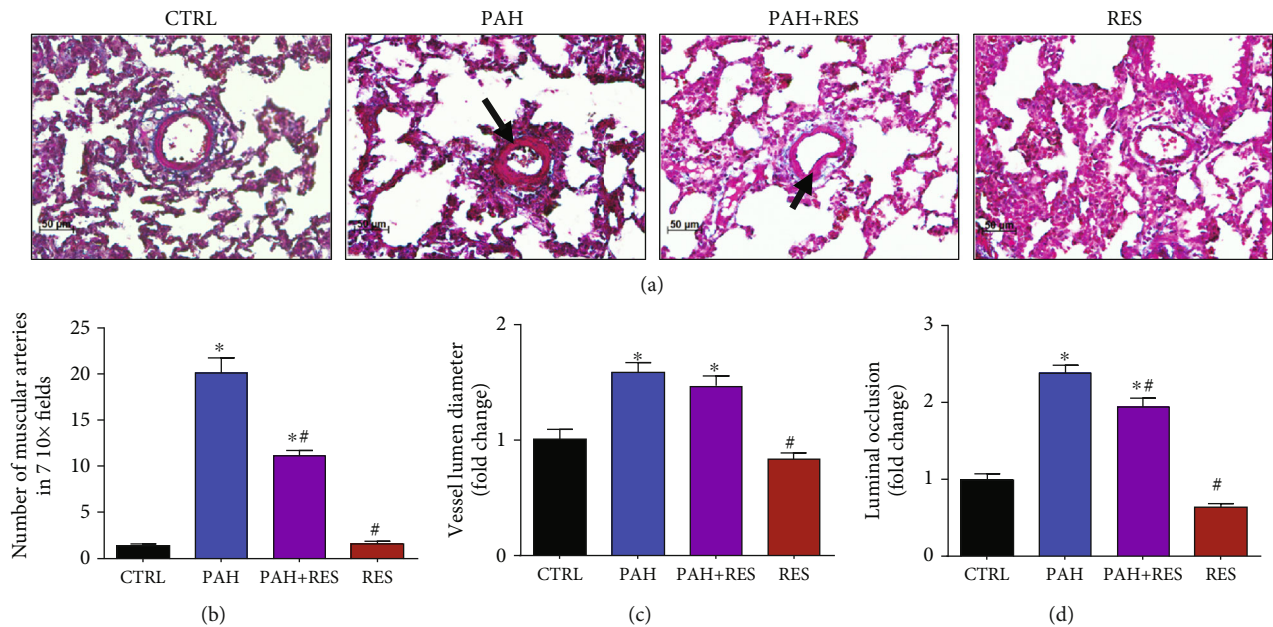 CTRL
PAH
PAH+RES
RES
50 µm
50 µm
50 µm
50 µm
(a)
Number of muscular arteries
in 7 10× fields
25
20
15
10
5
0
*
*#
#
CTRL
PAH
PAH+RES
RES
(b)
Vessel lumen diameter
(fold change)
2
1
0
*
*
#
CTRL
PAH
PAH+RES
RES
(c)
Luminal occlusion
(fold change)
3
2
1
0
*
*#
#
CTRL
PAH
PAH+RES
RES
(d)